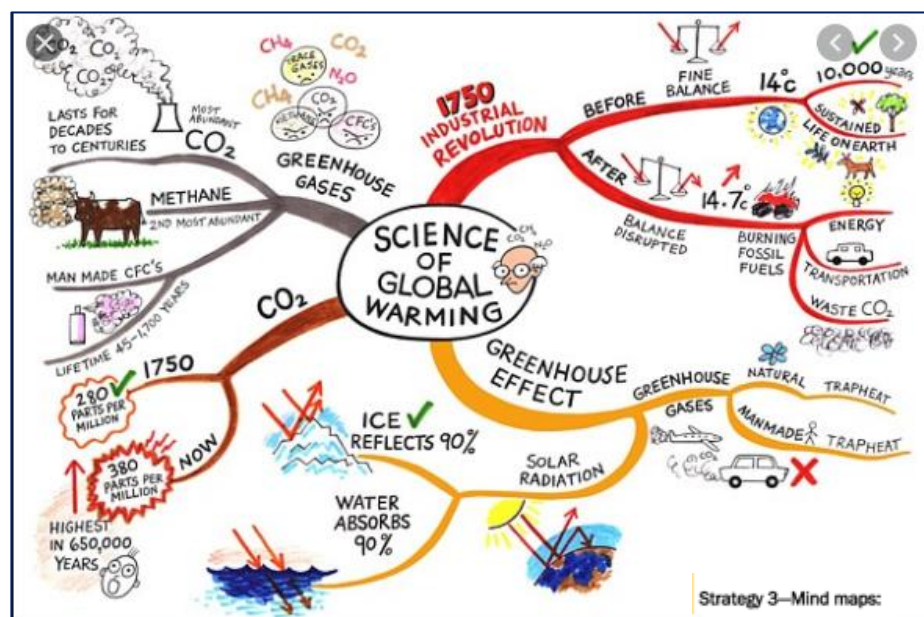 SCIENCE
OF
GLOBAL
WARMING
CO₂
CH₄
N₂O
1750
INDUSTRIAL
REVOLUTION
BEFORE
FINE
BALANCE
14°C
10,000 years
SUSTAINED
LIFE ON EARTH
AFTER
BALANCE
DISRUPTED
14.7°C
BURNING
FOSSIL
FUELS
ENERGY
TRANSPORTATION
WASTE CO₂
GREENHOUSE
EFFECT
GREENHOUSE
GASES
NATURAL
TRAPHEAT
MANMADE
TRAPHEAT
SOLAR
RADIATION
ICE
REFLECTS 90%
WATER
ABSORBS
90%
CO₂
1750
280
PARTS PER
MILLION
NOW
380
PARTS PER
MILLION
HIGHEST
IN 650,000
YEARS
GREENHOUSE
GASES
CH₄
CO₂
TRACE
GASES
N₂O
CH₄
CO₂
METHANE
CFC'S
CO₂
CO₂
CO₂
MOST
ABUNDANT
CO₂
LASTS FOR
DECADES
TO CENTURIES
METHANE
2ND MOST ABUNDANT
MAN MADE CFC'S
LIFETIME 45-1,700 YEARS
Strategy 3—Mind maps: